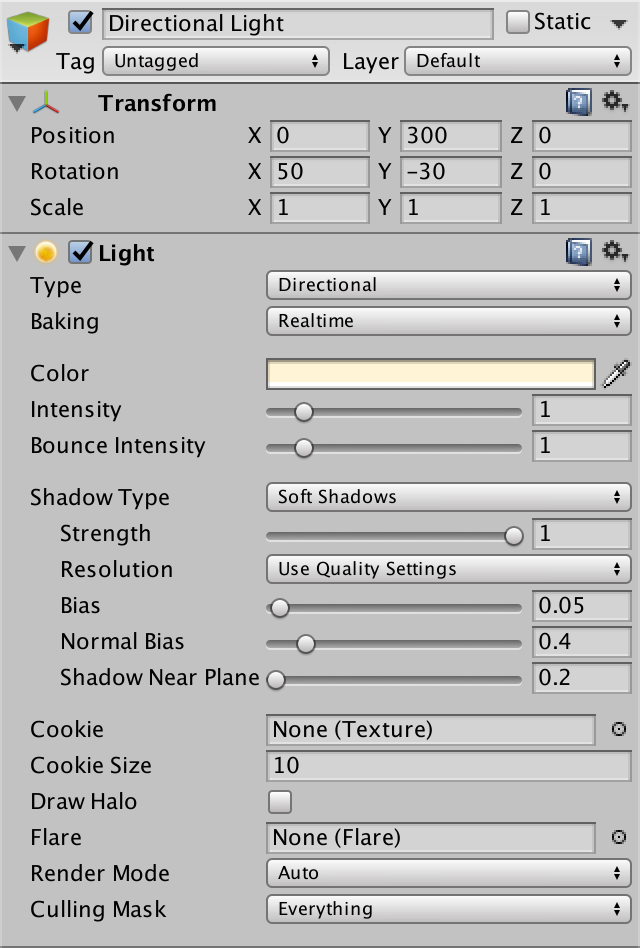 Directional Light Static
Tag Untagged Layer Default
Transform
Position X 0 Y 300 Z 0
Rotation X 50 Y -30 Z 0
Scale X 1 Y 1 Z 1
Light
Type Directional
Baking Realtime
Color
Intensity 1
Bounce Intensity 1
Shadow Type Soft Shadows
Strength 1
Resolution Use Quality Settings
Bias 0.05
Normal Bias 0.4
Shadow Near Plane 0.2
Cookie None (Texture)
Cookie Size 10
Draw Halo
Flare None (Flare)
Render Mode Auto
Culling Mask Everything